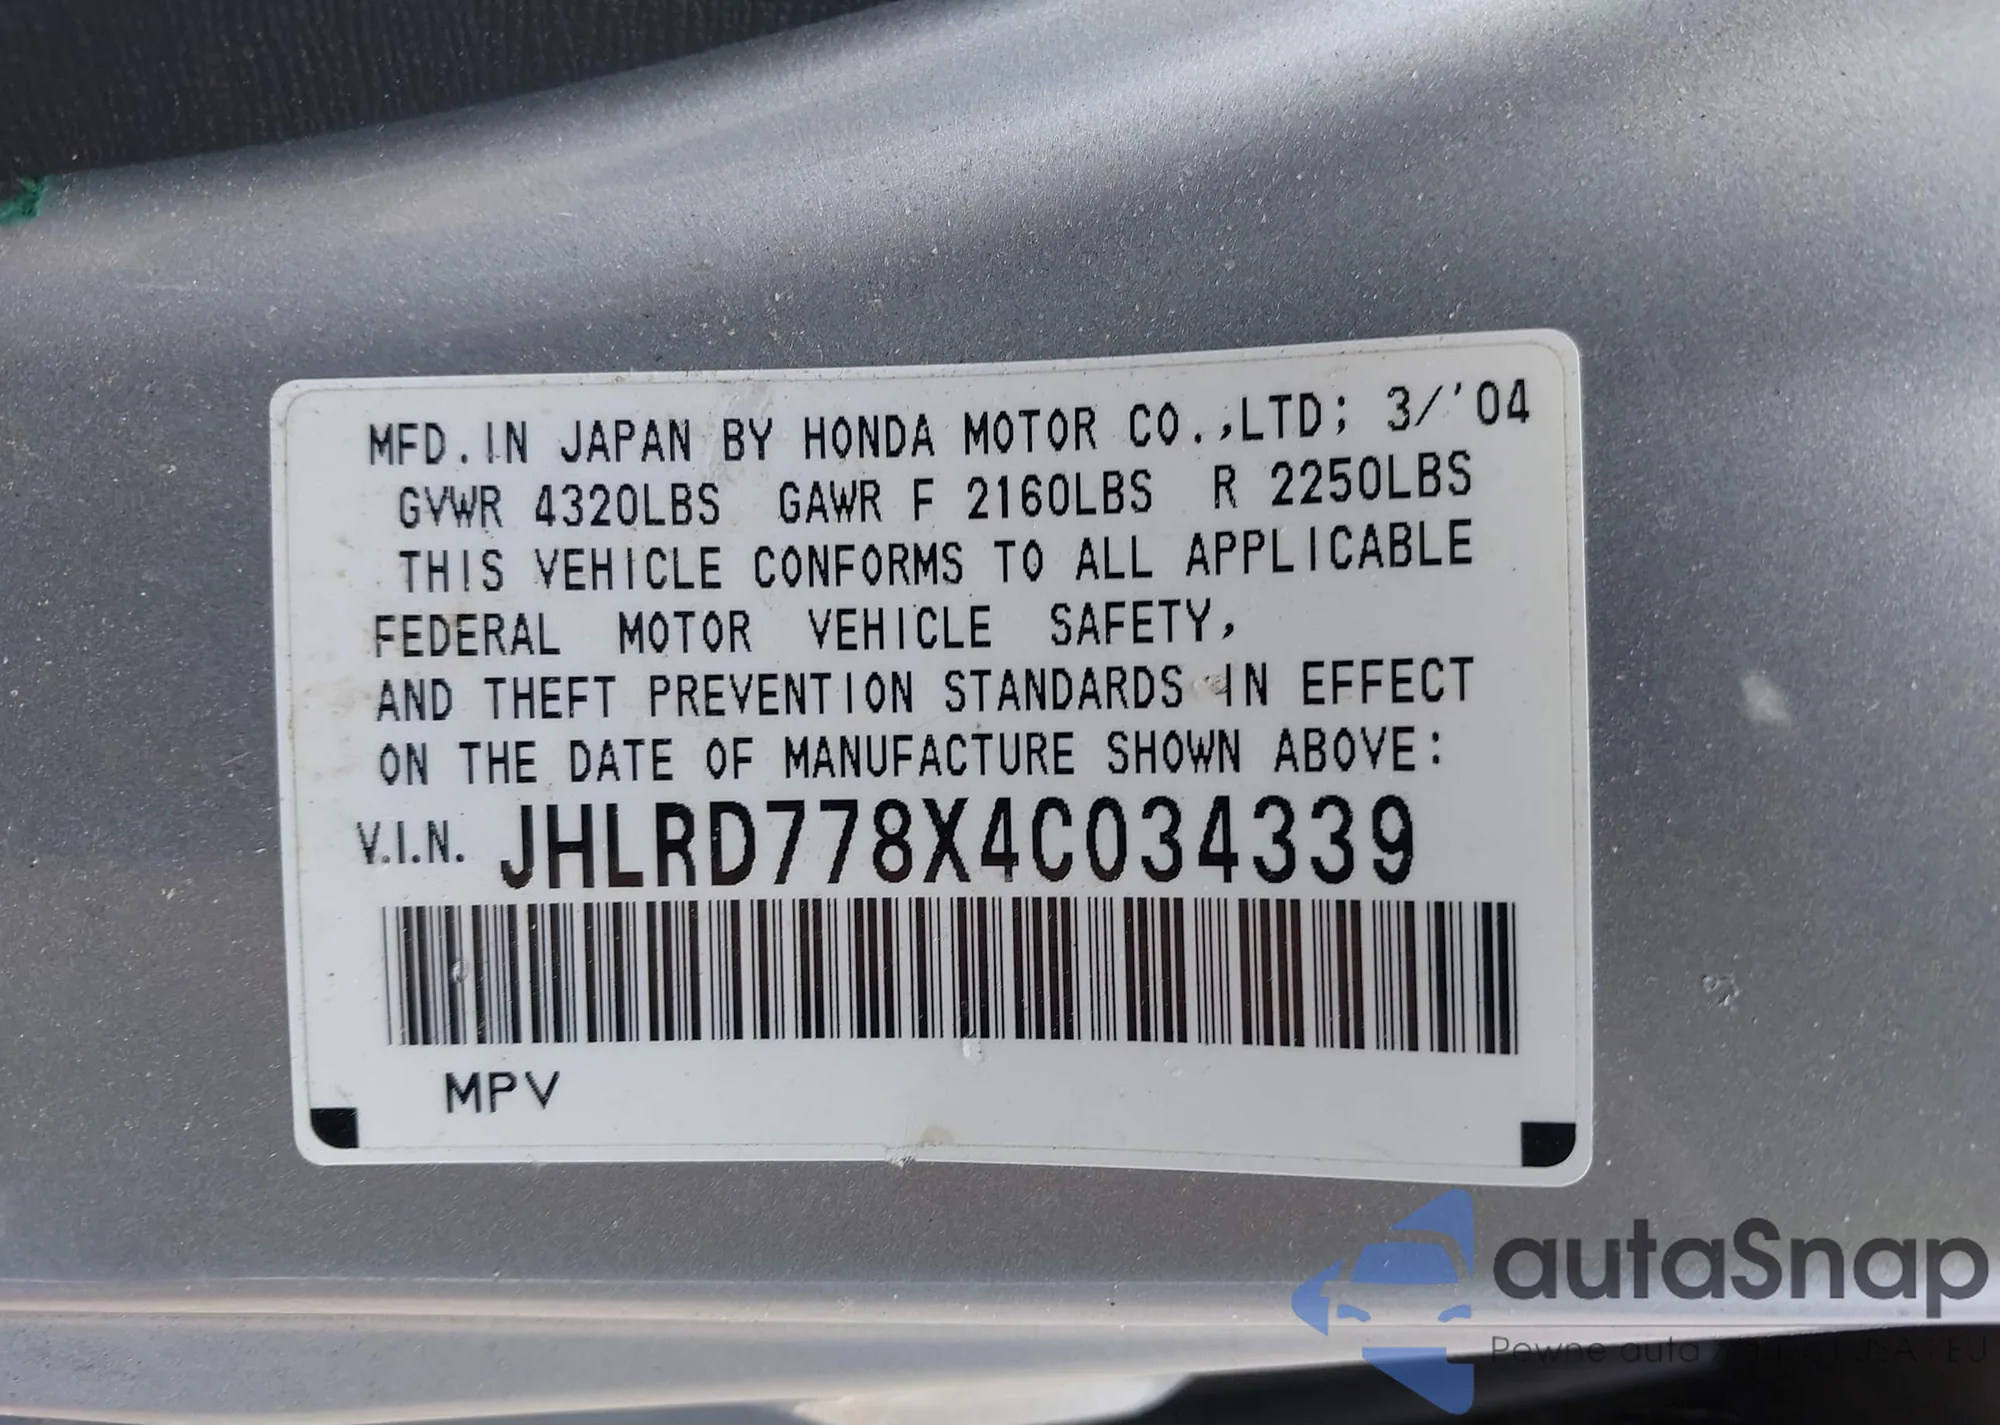 MFD.IN JAPAN BY HONDA MOTOR CO.,LTD; 3/'04
GVWR 4320LBS GAWR F 2160LBS R 2250LBS
THIS VEHICLE CONFORMS TO ALL APPLICABLE
FEDERAL MOTOR VEHICLE SAFETY,
AND THEFT PREVENTION STANDARDS IN EFFECT
ON THE DATE OF MANUFACTURE SHOWN ABOVE:
V.I.N. JHLRD778X4C034339
MPV
autaSnap
Pewne auta